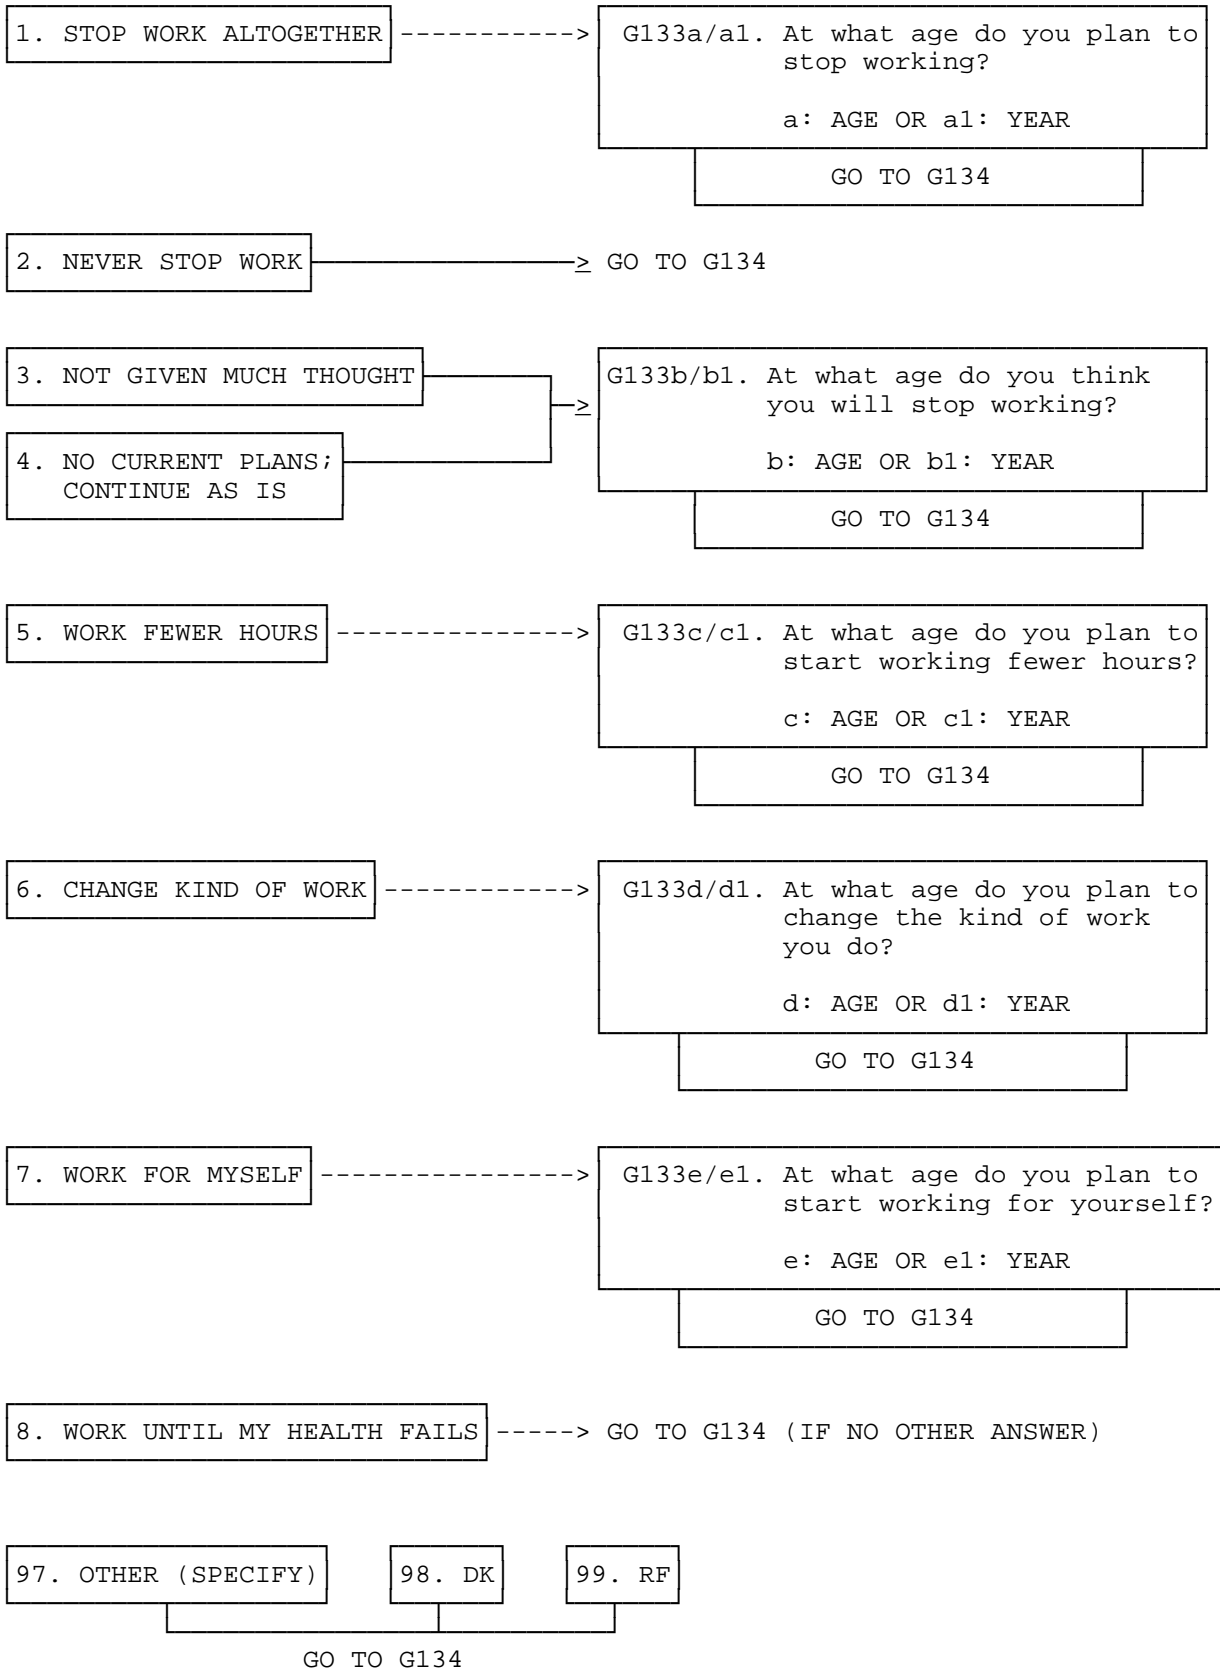 1. STOP WORK ALTOGETHER -----------> G133a/a1. At what age do you plan to
stop working?
a: AGE OR a1: YEAR
GO TO G134
2. NEVER STOP WORK > GO TO G134
3. NOT GIVEN MUCH THOUGHT > G133b/b1. At what age do you think
you will stop working?
4. NO CURRENT PLANS; b: AGE OR b1: YEAR
CONTINUE AS IS
GO TO G134
5. WORK FEWER HOURS ---------------> G133c/c1. At what age do you plan to
start working fewer hours?
c: AGE OR c1: YEAR
GO TO G134
6. CHANGE KIND OF WORK ------------> G133d/d1. At what age do you plan to
change the kind of work
you do?
d: AGE OR d1: YEAR
GO TO G134
7. WORK FOR MYSELF ----------------> G133e/e1. At what age do you plan to
start working for yourself?
e: AGE OR e1: YEAR
GO TO G134
8. WORK UNTIL MY HEALTH FAILS -----> GO TO G134 (IF NO OTHER ANSWER)
97. OTHER (SPECIFY) 98. DK 99. RF
GO TO G134